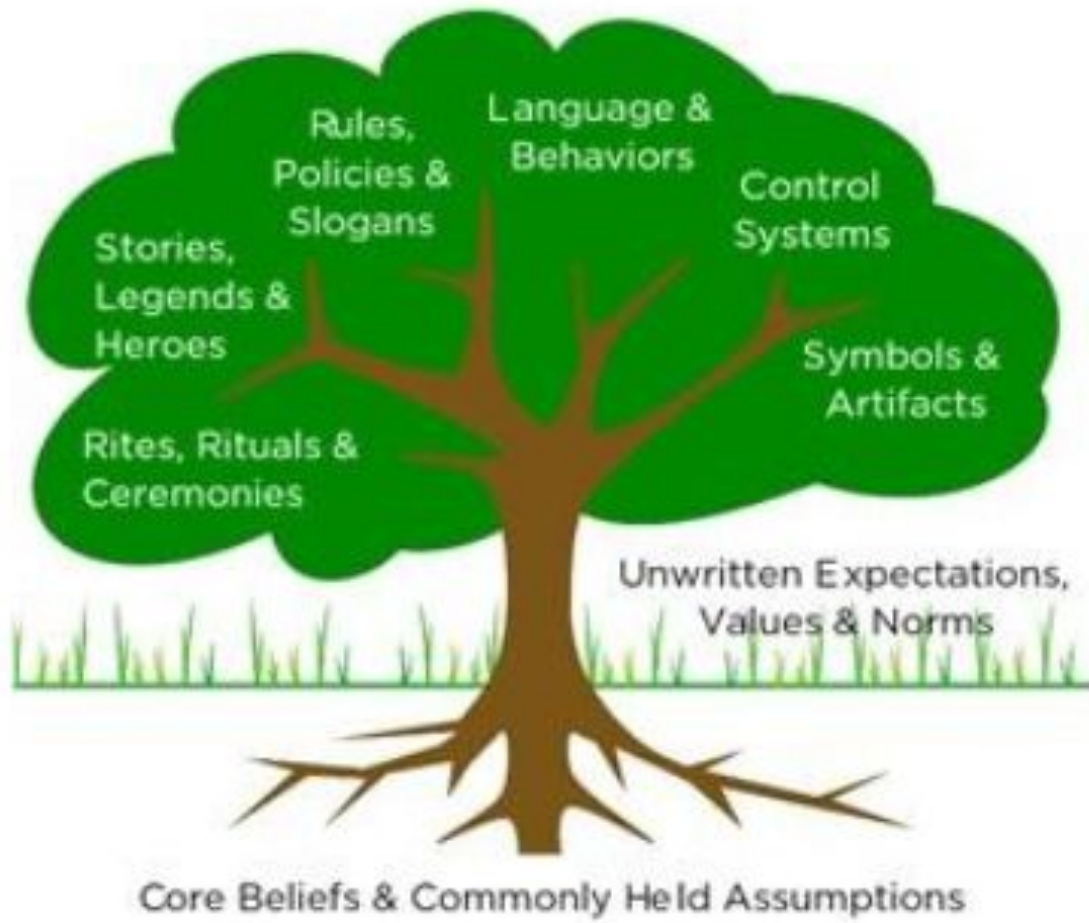 Rules,
Policies &
Slogans
Language &
Behaviors
Control
Systems
Stories,
Legends &
Heroes
Symbols &
Artifacts
Rites, Rituals &
Ceremonies
Unwritten Expectations,
Values & Norms
Core Beliefs & Commonly Held Assumptions